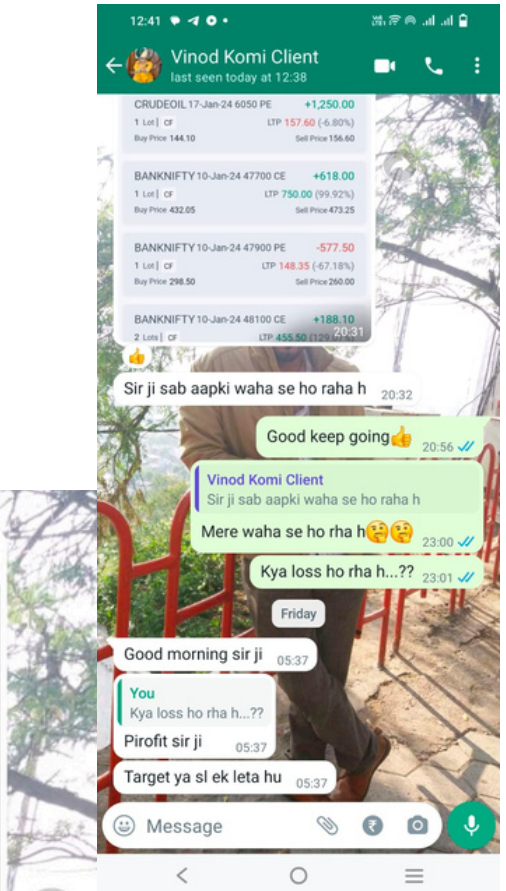 12:41
Vinod Komi Client
last seen today at 12:38
CRUDEOIL 17-Jan-24 6050 PE +1,250.00
1 Lot | CF LTP 157.60 (-6.80%)
Buy Price 144.10 Sell Price 156.60
BANKNIFTY 10-Jan-24 47700 CE +618.00
1 Lot | CF LTP 750.00 (99.92%)
Buy Price 432.05 Sell Price 473.25
BANKNIFTY 10-Jan-24 47900 PE -577.50
1 Lot | CF LTP 148.35 (-67.18%)
Buy Price 298.50 Sell Price 260.00
BANKNIFTY 10-Jan-24 48100 CE +188.10
2 Lots | CF LTP 455.50
20:31
👍
Sir ji sab aapki waha se ho raha h 20:32
Good keep going👍 20:56
Vinod Komi Client
Sir ji sab aapki waha se ho raha h
Mere waha se ho rha h🤔🤔 23:00
Kya loss ho rha h...?? 23:01
Friday
Good morning sir ji 05:37
You
Kya loss ho rha h...??
Pirofit sir ji 05:37
Target ya sl ek leta hu 05:37
Message